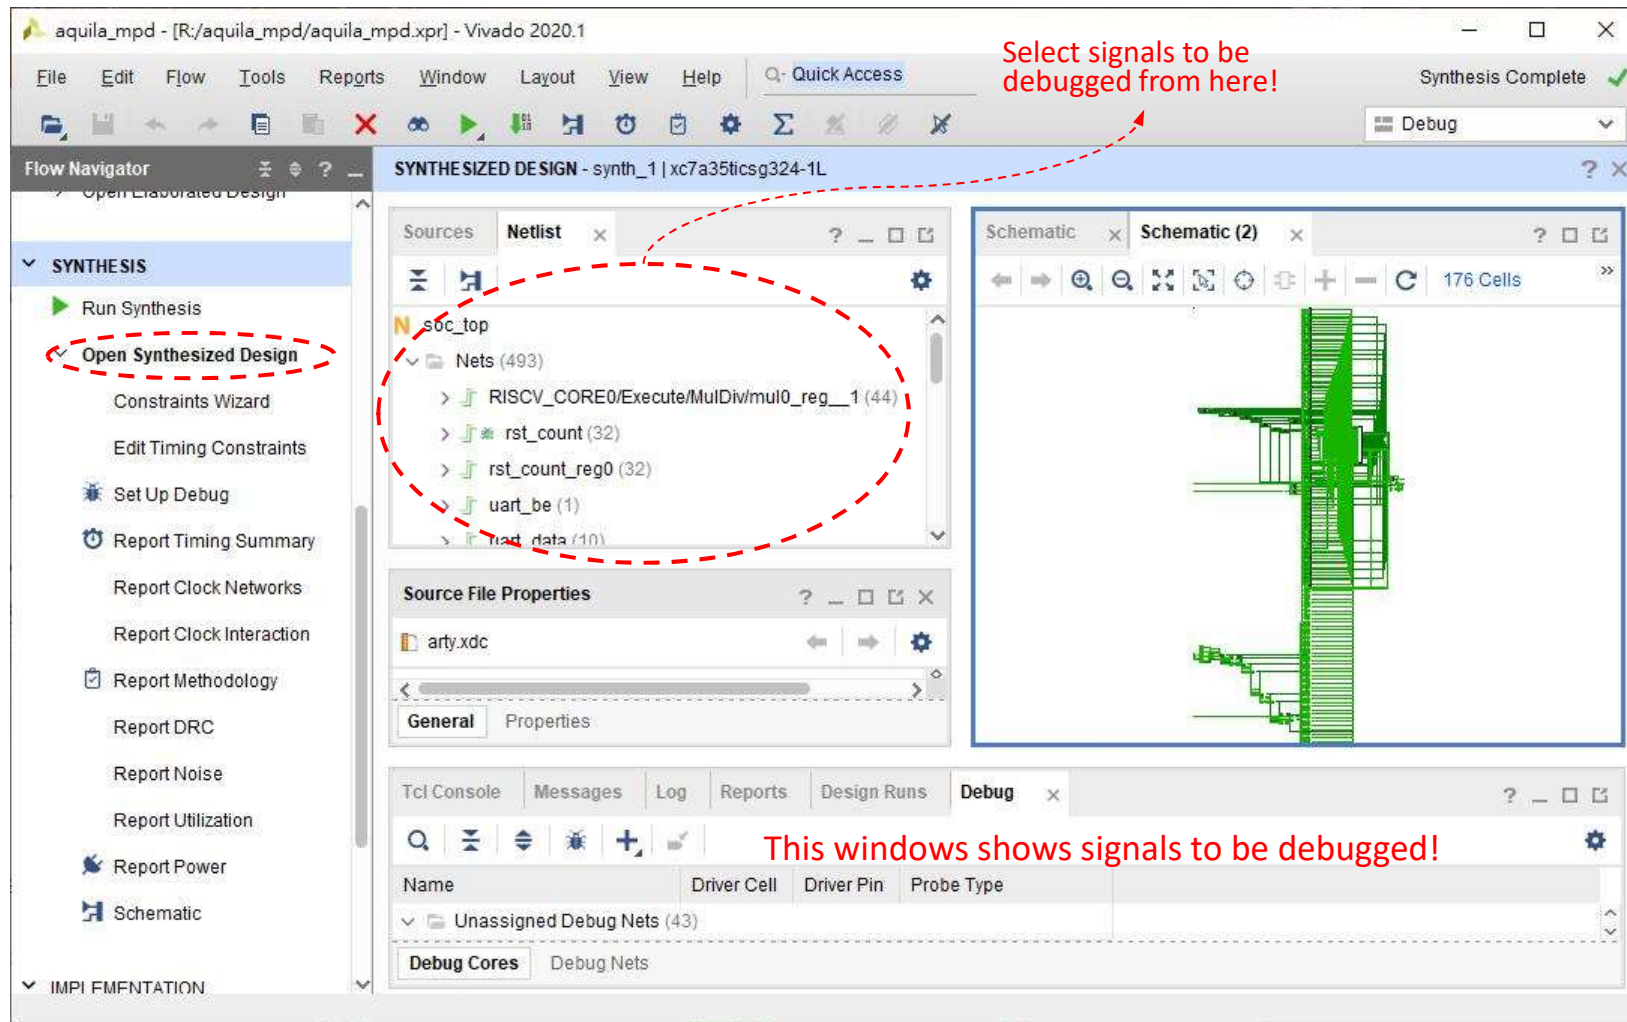 aquila_mpd - [R:/aquila_mpd/aquila_mpd.xpr] - Vivado 2020.1
File Edit Flow Tools Reports Window Layout View Help Quick Access
Select signals to be
debugged from here!
Synthesis Complete
Debug
Flow Navigator
SYNTHESIZED DESIGN - synth_1 | xc7a35ticsg324-1L
Open Elaborated Design
SYNTHESIS
Run Synthesis
Open Synthesized Design
Constraints Wizard
Edit Timing Constraints
Set Up Debug
Report Timing Summary
Report Clock Networks
Report Clock Interaction
Report Methodology
Report DRC
Report Noise
Report Utilization
Report Power
Schematic
IMPLEMENTATION
Sources Netlist
N soc_top
Nets (493)
RISCV_CORE0/Execute/MulDiv/mul0_reg__1 (44)
rst_count (32)
rst_count_reg0 (32)
uart_be (1)
uart_data (10)
Source File Properties
arty.xdc
General Properties
Schematic Schematic (2)
176 Cells
Tcl Console Messages Log Reports Design Runs Debug
This windows shows signals to be debugged!
Name Driver Cell Driver Pin Probe Type
Unassigned Debug Nets (43)
Debug Cores Debug Nets